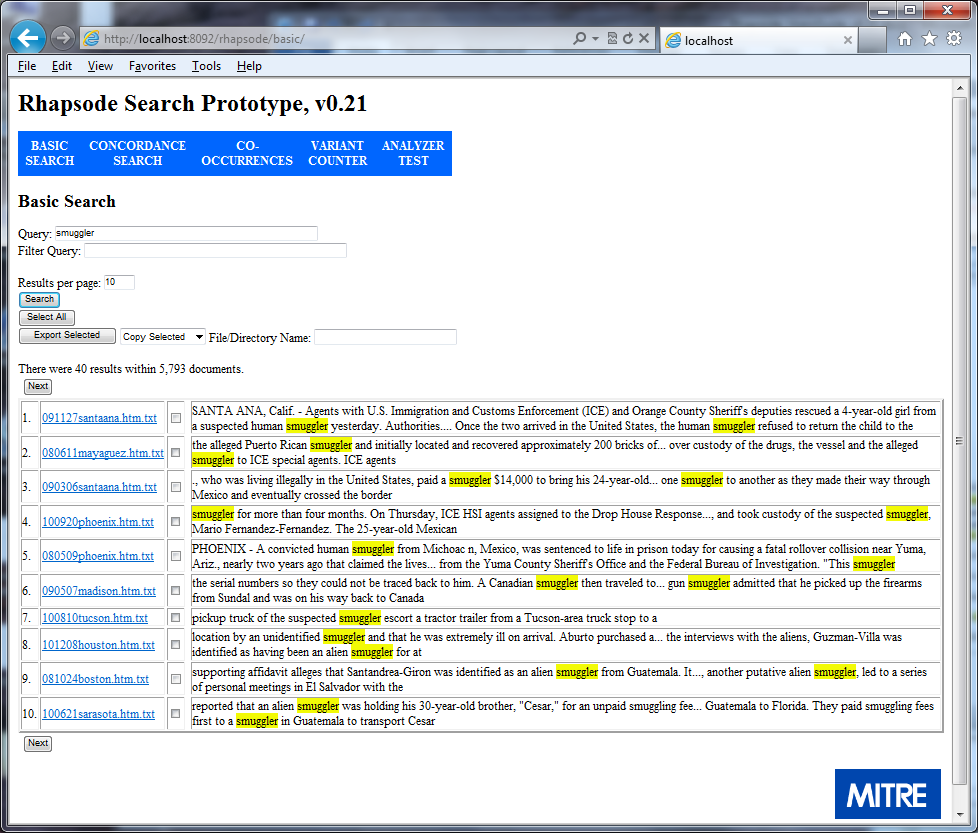 http://localhost:8092/rhapsode/basic/
localhost
File Edit View Favorites Tools Help
Rhapsode Search Prototype, v0.21
BASIC SEARCH
CONCORDANCE SEARCH
CO-OCCURRENCES
VARIANT COUNTER
ANALYZER TEST
Basic Search
Query: smuggler
Filter Query:
Results per page: 10
Search
Select All
Export Selected Copy Selected File/Directory Name:
There were 40 results within 5,793 documents.
Next
1. 091127santaana.htm.txt SANTA ANA, Calif. - Agents with U.S. Immigration and Customs Enforcement (ICE) and Orange County Sheriff's deputies rescued a 4-year-old girl from
a suspected human smuggler yesterday. Authorities.... Once the two arrived in the United States, the human smuggler refused to return the child to the
2. 080611mayaguez.htm.txt the alleged Puerto Rican smuggler and initially located and recovered approximately 200 bricks of... over custody of the drugs, the vessel and the alleged
smuggler to ICE special agents. ICE agents
3. 090306santaana.htm.txt ., who was living illegally in the United States, paid a smuggler $14,000 to bring his 24-year-old... one smuggler to another as they made their way through
Mexico and eventually crossed the border
4. 100920phoenix.htm.txt smuggler for more than four months. On Thursday, ICE HSI agents assigned to the Drop House Response..., and took custody of the suspected smuggler,
Mario Fernandez-Fernandez. The 25-year-old Mexican
5. 080509phoenix.htm.txt PHOENIX - A convicted human smuggler from Michoac n, Mexico, was sentenced to life in prison today for causing a fatal rollover collision near Yuma,
Ariz., nearly two years ago that claimed the lives... from the Yuma County Sheriff's Office and the Federal Bureau of Investigation. "This smuggler
6. 090507madison.htm.txt the serial numbers so they could not be traced back to him. A Canadian smuggler then traveled to... gun smuggler admitted that he picked up the firearms
from Sundal and was on his way back to Canada
7. 100810tucson.htm.txt pickup truck of the suspected smuggler escort a tractor trailer from a Tucson-area truck stop to a
8. 101208houston.htm.txt location by an unidentified smuggler and that he was extremely ill on arrival. Aburto purchased a... the interviews with the aliens, Guzman-Villa was
identified as having been an alien smuggler for at
9. 081024boston.htm.txt supporting affidavit alleges that Santandrea-Giron was identified as an alien smuggler from Guatemala. It..., another putative alien smuggler, led to a series
of personal meetings in El Salvador with the
10. 100621sarasota.htm.txt reported that an alien smuggler was holding his 30-year-old brother, "Cesar," for an unpaid smuggling fee... Guatemala to Florida. They paid smuggling fees
first to a smuggler in Guatemala to transport Cesar
Next
MITRE